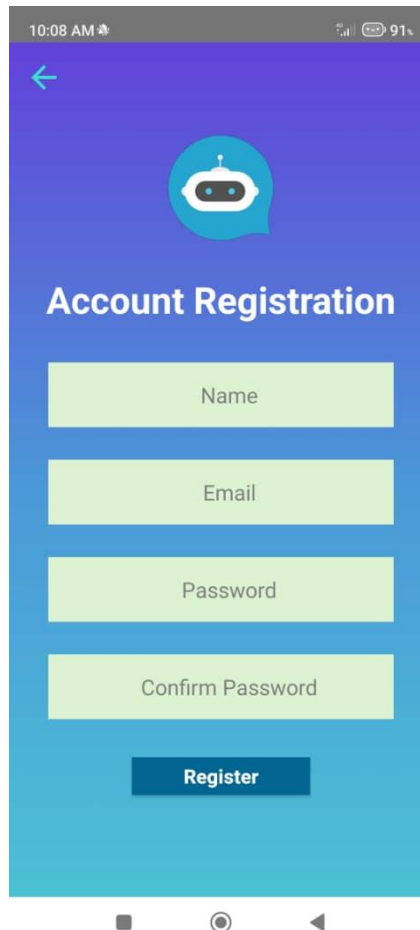 10:08 AM
91%
Account Registration
Name
Email
Password
Confirm Password
Register